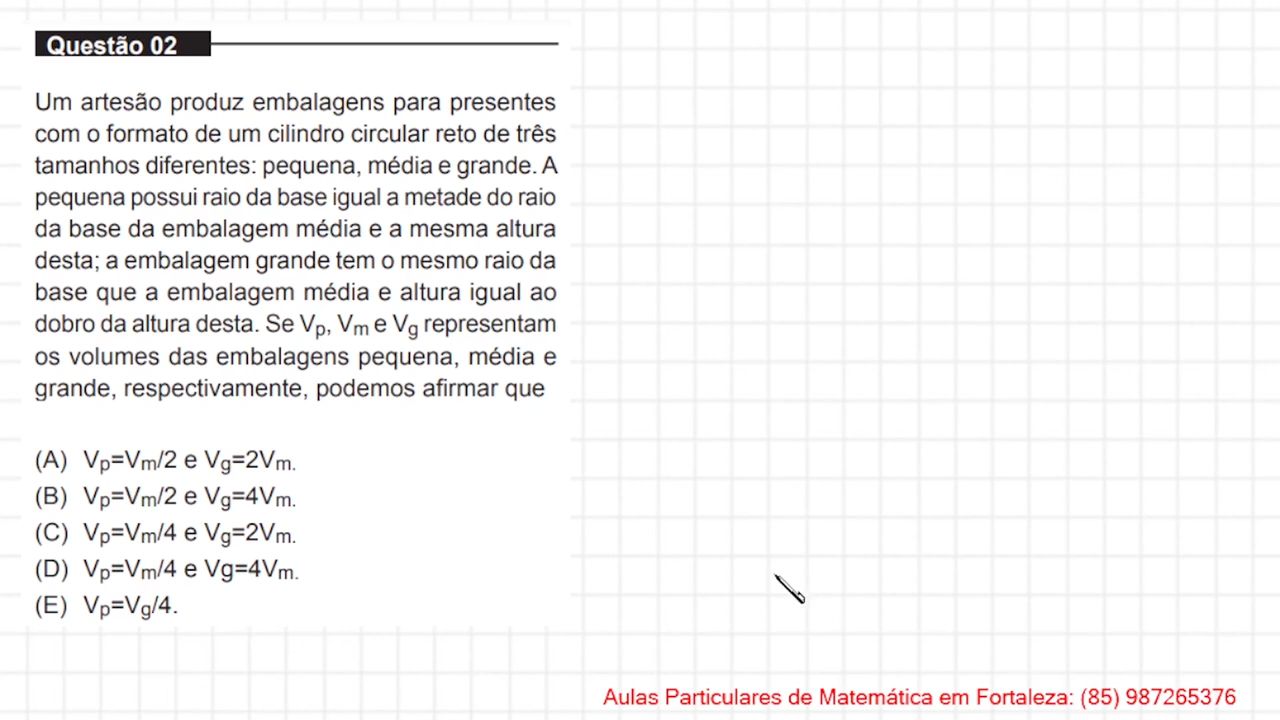 Questão 02
Um artesão produz embalagens para presentes
com o formato de um cilindro circular reto de três
tamanhos diferentes: pequena, média e grande. A
pequena possui raio da base igual a metade do raio
da base da embalagem média e a mesma altura
desta; a embalagem grande tem o mesmo raio da
base que a embalagem média e altura igual ao
dobro da altura desta. Se Vp, Vm e Vg representam
os volumes das embalagens pequena, média e
grande, respectivamente, podemos afirmar que
(A) Vp=Vm/2 e Vg=2Vm.
(B) Vp=Vm/2 e Vg=4Vm.
(C) Vp=Vm/4 e Vg=2Vm.
(D) Vp=Vm/4 e Vg=4Vm.
(E) Vp=Vg/4.
Aulas Particulares de Matemática em Fortaleza: (85) 987265376